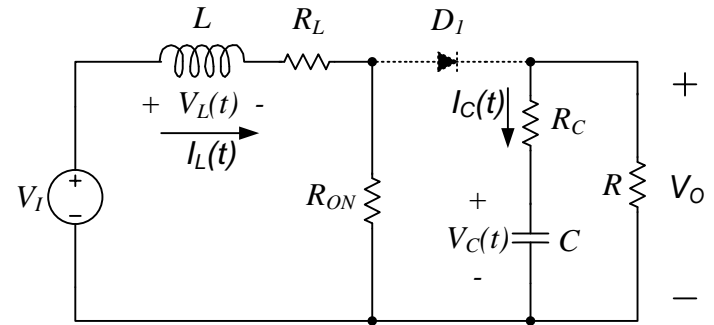 L
R_L
D_1
+ V_L(t) -
I_L(t)
I_C(t)
R_C
+
V_I
+
-
R_ON
+
V_C(t)
-
C
R
V_O
−